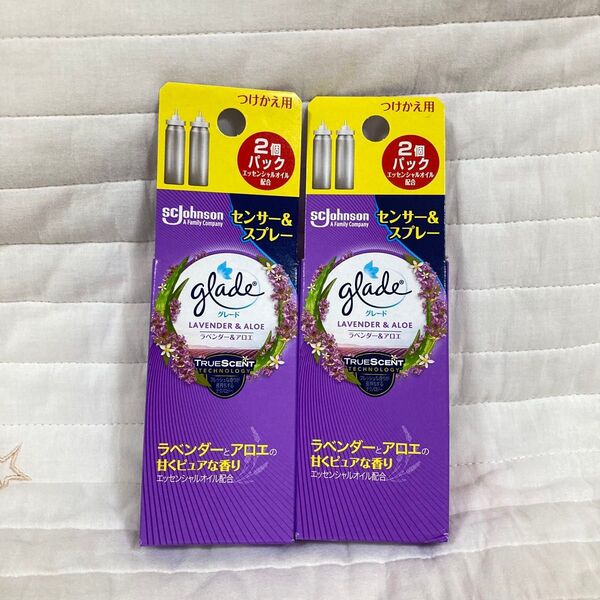 つけかえ用
2個
パック
エッセンシャルオイル
配合
scJohnson
A Family Company
センサー&
スプレー
glade®
グレード
LAVENDER & ALOE
ラベンダー&アロエ
TRUESCENT
TECHNOLOGY
ラベンダーとアロエの
甘くピュアな香り
エッセンシャルオイル配合
つけかえ用
2個
パック
エッセンシャルオイル
配合
scJohnson
A Family Company
センサー&
スプレー
glade®
グレード
LAVENDER & ALOE
ラベンダー&アロエ
TRUESCENT
TECHNOLOGY
ラベンダーとアロエの
甘くピュアな香り
エッセンシャルオイル配合